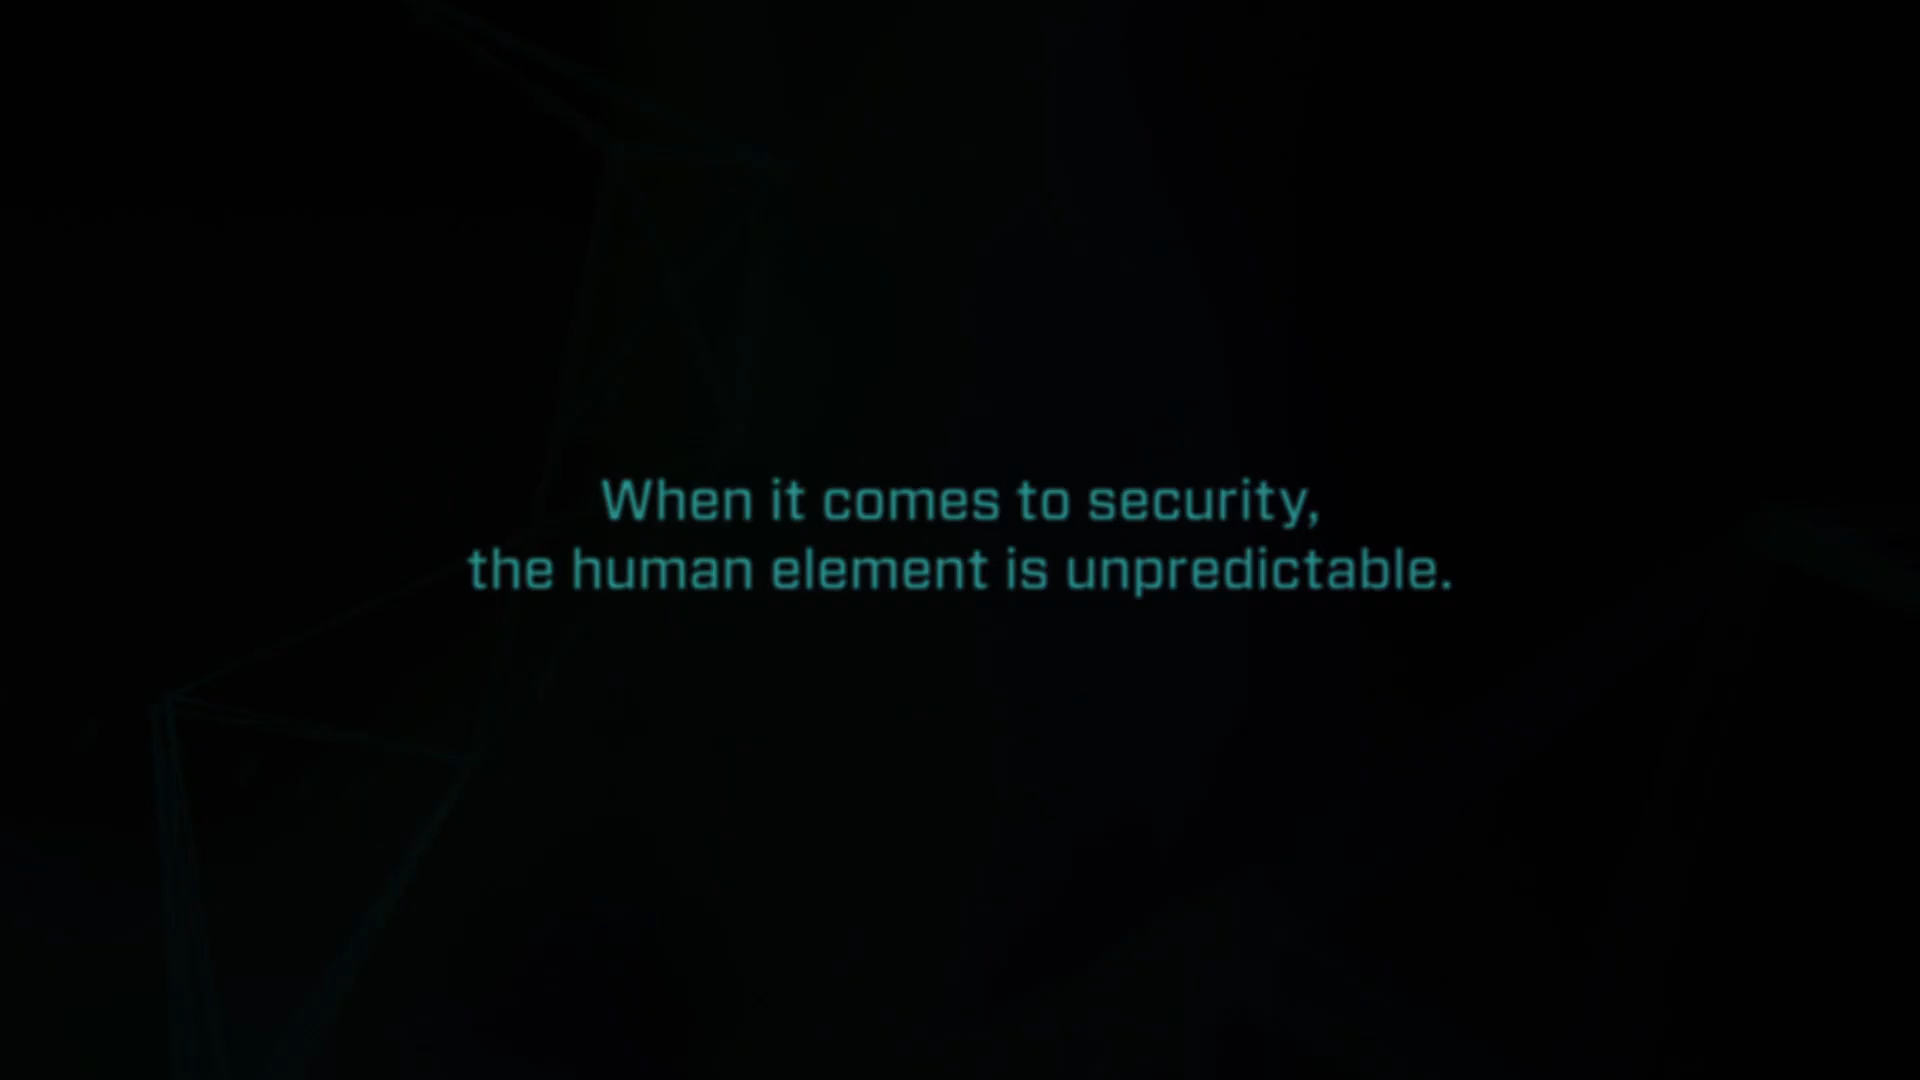 When it comes to security,
the human element is unpredictable.